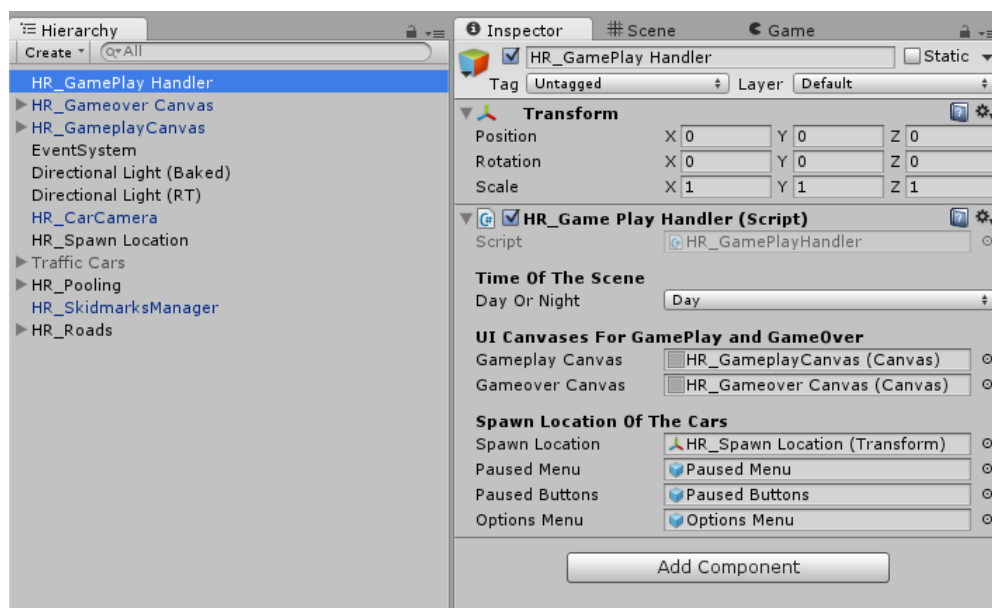 Hierarchy
Create
All
HR_GamePlay Handler
HR_Gameover Canvas
HR_GameplayCanvas
EventSystem
Directional Light (Baked)
Directional Light (RT)
HR_CarCamera
HR_Spawn Location
Traffic Cars
HR_Pooling
HR_SkidmarksManager
HR_Roads
Inspector Scene Game
HR_GamePlay Handler Static
Tag Untagged Layer Default
Transform
Position X 0 Y 0 Z 0
Rotation X 0 Y 0 Z 0
Scale X 1 Y 1 Z 1
HR_Game Play Handler (Script)
Script HR_GamePlayHandler
Time Of The Scene
Day Or Night Day
UI Canvases For GamePlay and GameOver
Gameplay Canvas HR_GameplayCanvas (Canvas)
Gameover Canvas HR_Gameover Canvas (Canvas)
Spawn Location Of The Cars
Spawn Location HR_Spawn Location (Transform)
Paused Menu Paused Menu
Paused Buttons Paused Buttons
Options Menu Options Menu
Add Component